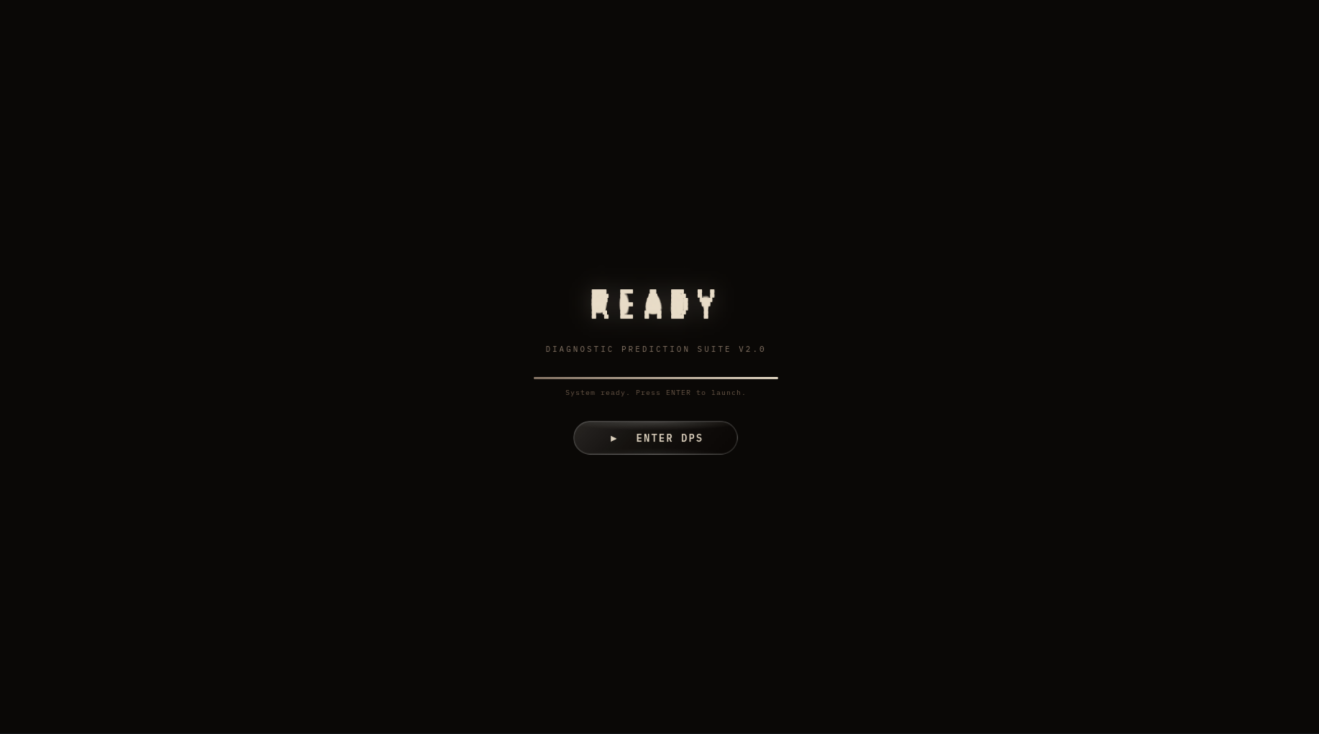 READY
DIAGNOSTIC PREDICTION SUITE V2.0
System ready. Press ENTER to launch.
▶ ENTER DPS